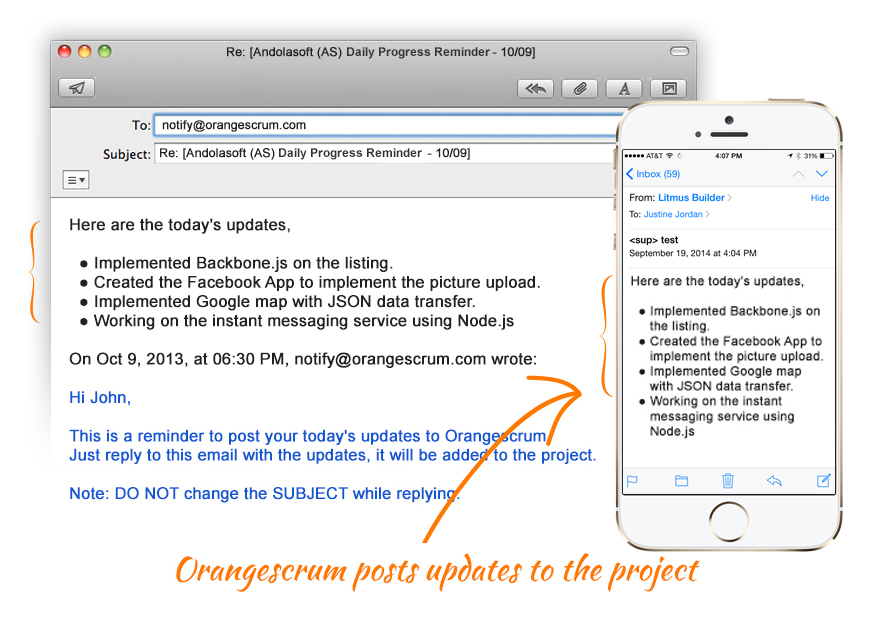 Re: [Andolasoft (AS) Daily Progress Reminder - 10/09]
To: notify@orangescrum.com
Subject: Re: [Andolasoft (AS) Daily Progress Reminder - 10/09]
Here are the today's updates,
● Implemented Backbone.js on the listing.
● Created the Facebook App to implement the picture upload.
● Implemented Google map with JSON data transfer.
● Working on the instant messaging service using Node.js
On Oct 9, 2013, at 06:30 PM, notify@orangescrum.com wrote:
Hi John,
This is a reminder to post your today's updates to Orangescrum
Just reply to this email with the updates, it will be added to the project.
Note: DO NOT change the SUBJECT while replying.
AT&T 4:07 PM 31%
Inbox (59)
From: Litmus Builder Hide
To: Justine Jordan
<sup> test
September 19, 2014 at 4:04 PM
Here are the today's updates,
● Implemented Backbone.js on
the listing.
● Created the Facebook App to
implement the picture upload.
● Implemented Google map
with JSON data transfer.
● Working on the instant
messaging service using
Node.js
Orangescrum posts updates to the project